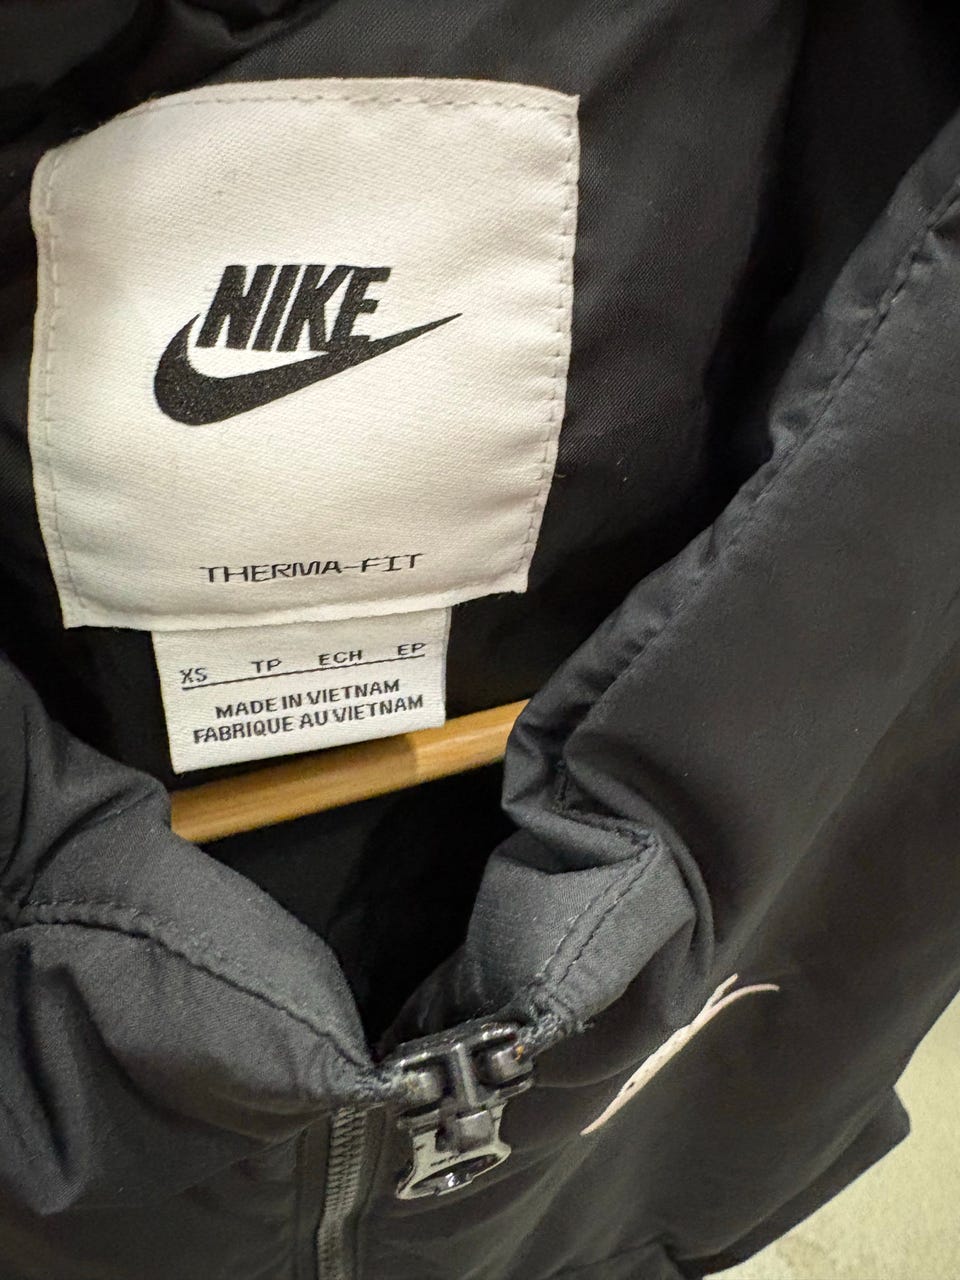 NIKE
THERMA-FIT
XS TP ECH EP
MADE IN VIETNAM
FABRIQUE AU VIETNAM